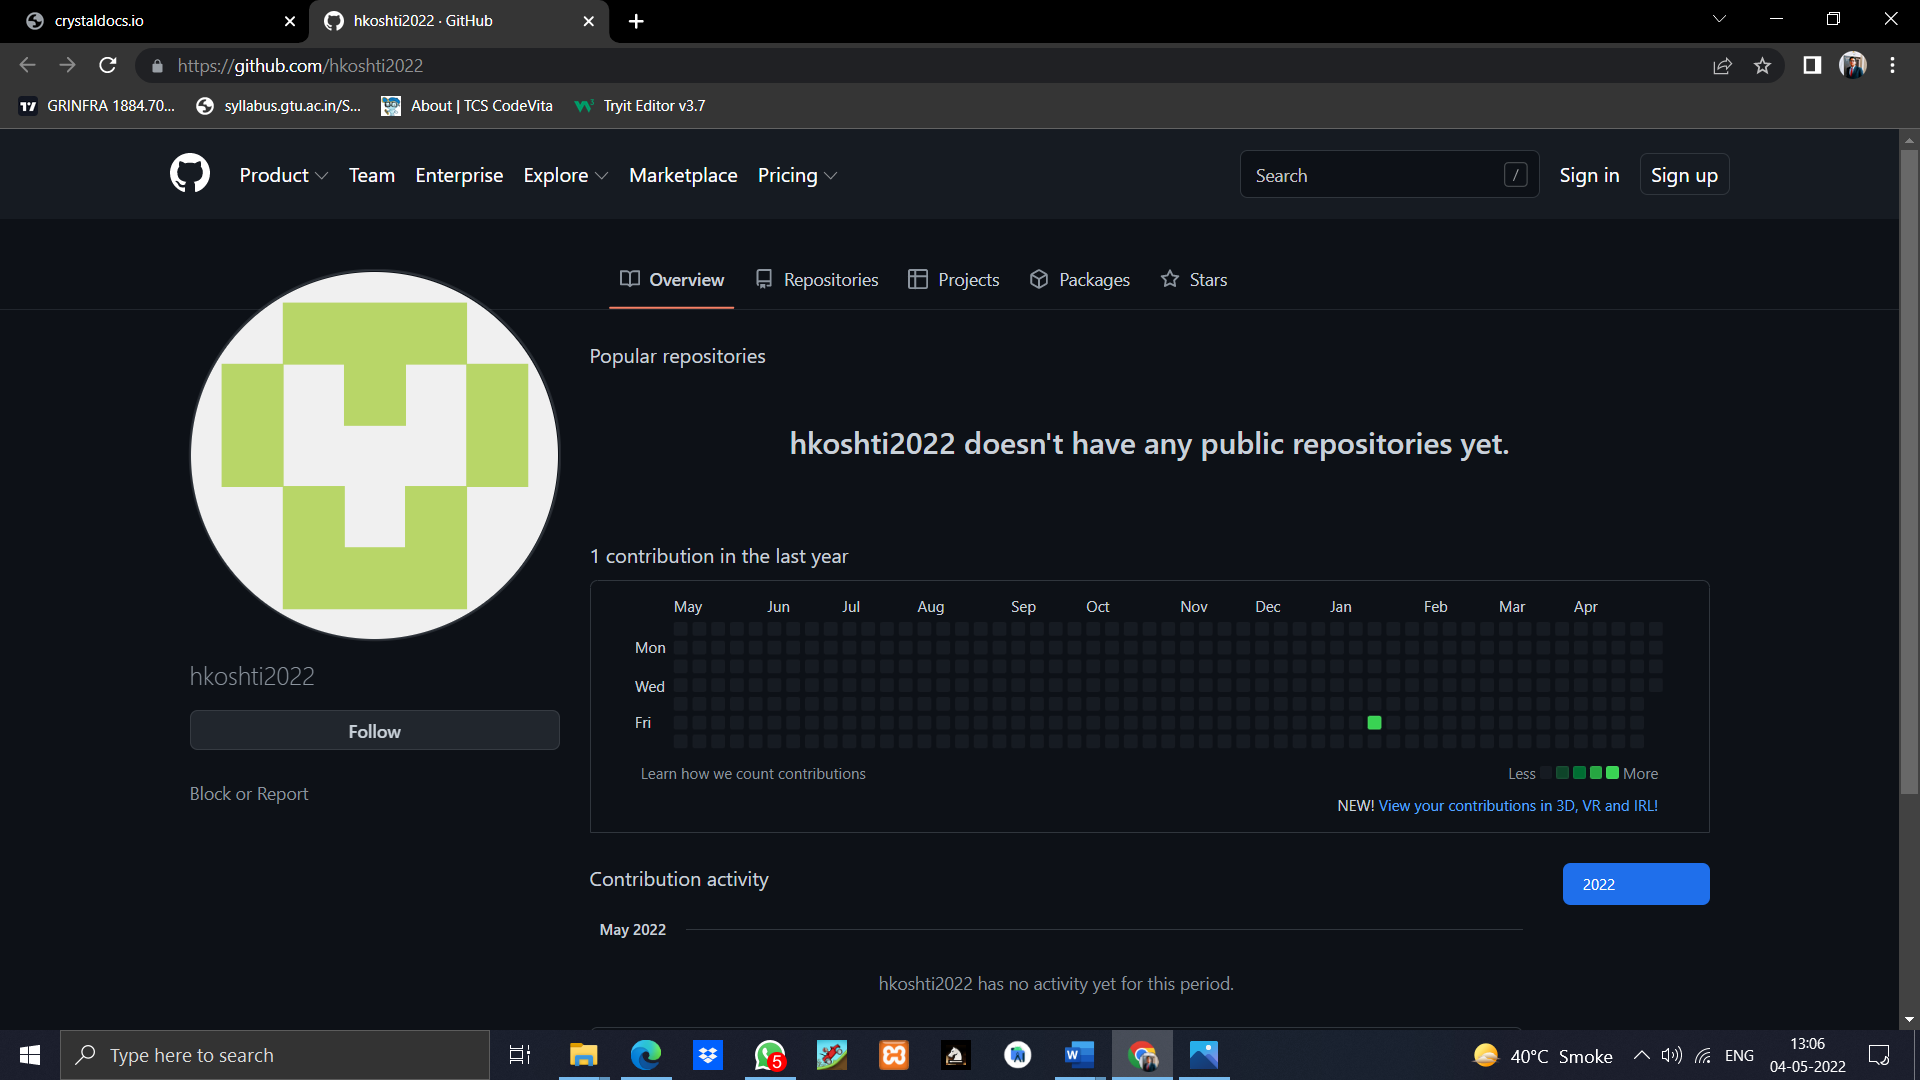 crystaldocs.io
hkoshti2022 · GitHub
https://github.com/hkoshti2022
GRINFRA 1884.70...
syllabus.gtu.ac.in/S...
About | TCS CodeVita
Tryit Editor v3.7
Product
Team
Enterprise
Explore
Marketplace
Pricing
Search
/
Sign in
Sign up
Overview
Repositories
Projects
Packages
Stars
Popular repositories
hkoshti2022 doesn't have any public repositories yet.
hkoshti2022
Follow
Block or Report
1 contribution in the last year
May Jun Jul Aug Sep Oct Nov Dec Jan Feb Mar Apr
Mon
Wed
Fri
Learn how we count contributions
Less
More
NEW! View your contributions in 3D, VR and IRL!
Contribution activity
2022
May 2022
hkoshti2022 has no activity yet for this period.
Type here to search
5
40°C Smoke
ENG
13:06
04-05-2022